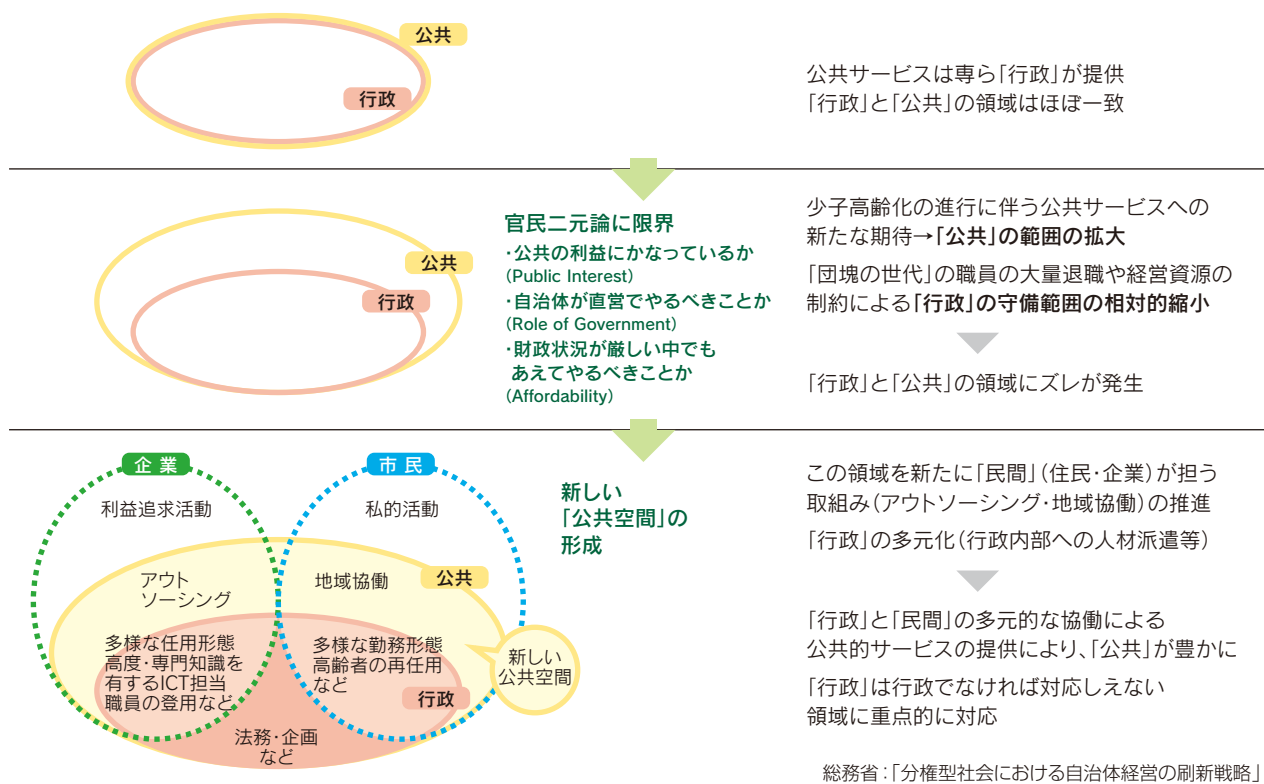 公共
行政
公共サービスは専ら「行政」が提供
「行政」と「公共」の領域はほぼ一致
公共
行政
官民二元論に限界
・公共の利益にかなっているか
(Public Interest)
・自治体が直営でやるべきことか
(Role of Government)
・財政状況が厳しい中でも
あえてやるべきことか
(Affordability)
少子高齢化の進行に伴う公共サービスへの
新たな期待→「公共」の範囲の拡大
「団塊の世代」の職員の大量退職や経営資源の
制約による「行政」の守備範囲の相対的縮小
「行政」と「公共」の領域にズレが発生
企業
市民
利益追求活動
私的活動
アウト
ソーシング
地域協働
公共
多様な任用形態
高度・専門知識を
有するICT担当
職員の登用など
多様な勤務形態
高齢者の再任用
など
行政
新しい
公共空間
法務・企画
など
新しい
「公共空間」の
形成
この領域を新たに「民間」(住民・企業)が担う
取組み(アウトソーシング・地域協働)の推進
「行政」の多元化(行政内部への人材派遣等)
「行政」と「民間」の多元的な協働による
公共的サービスの提供により、「公共」が豊かに
「行政」は行政でなければ対応しえない
領域に重点的に対応
総務省:「分権型社会における自治体経営の刷新戦略」